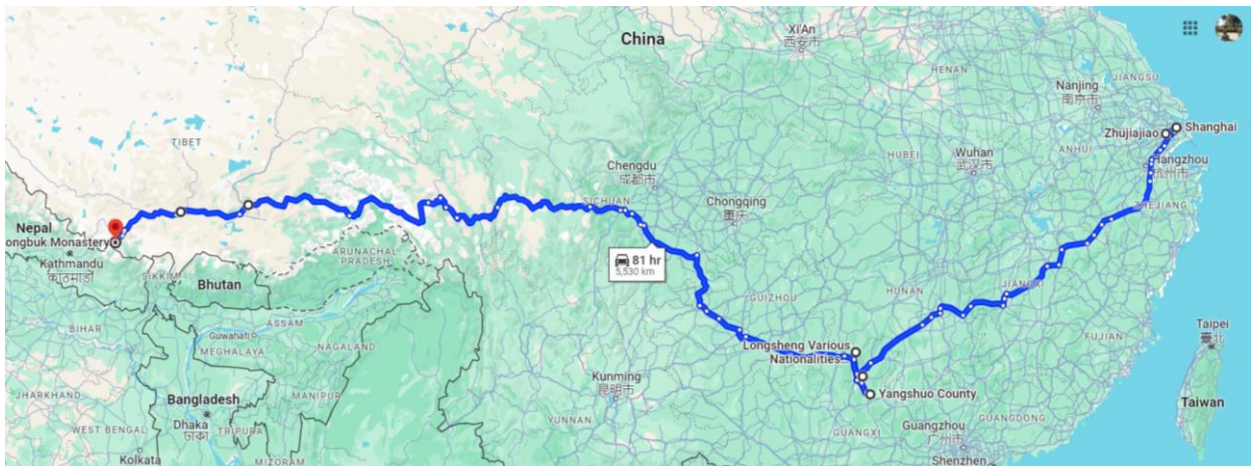 Xi'An
西安市
China
HENAN
JIANGSU
Nanjing
南京市
TIBET
Zhujiajiao
Shanghai
ANHUI
HUBEI
Wuhan
武汉市
Hangzhou
杭州市
Chengdu
成都市
SICHUAN
Chongqing
重庆市
ZHEJIANG
Nepal
ongbuk Monastery
Kathmandu
काठमाडौं
SIKKIM
Bhutan
ARUNACHAL
PRADESH
81 hr
5,530 km
GUIZHOU
HUNAN
JIANGXI
ASSAM
BIHAR
Guwahati
MEGHALAYA
NAGALAND
Longsheng Various
Nationalities
FUJIAN
Taipei
臺北
Kunming
昆明市
Yangshuo County
JHARKHAND
Bangladesh
MANIPUR
Taiwan
WEST BENGAL
Dhaka
ঢাকা
TRIPURA
YUNNAN
GUANGXI
GUANGDONG
Guangzhou
广州市
Kolkata
MIZORAM
Shenzhen